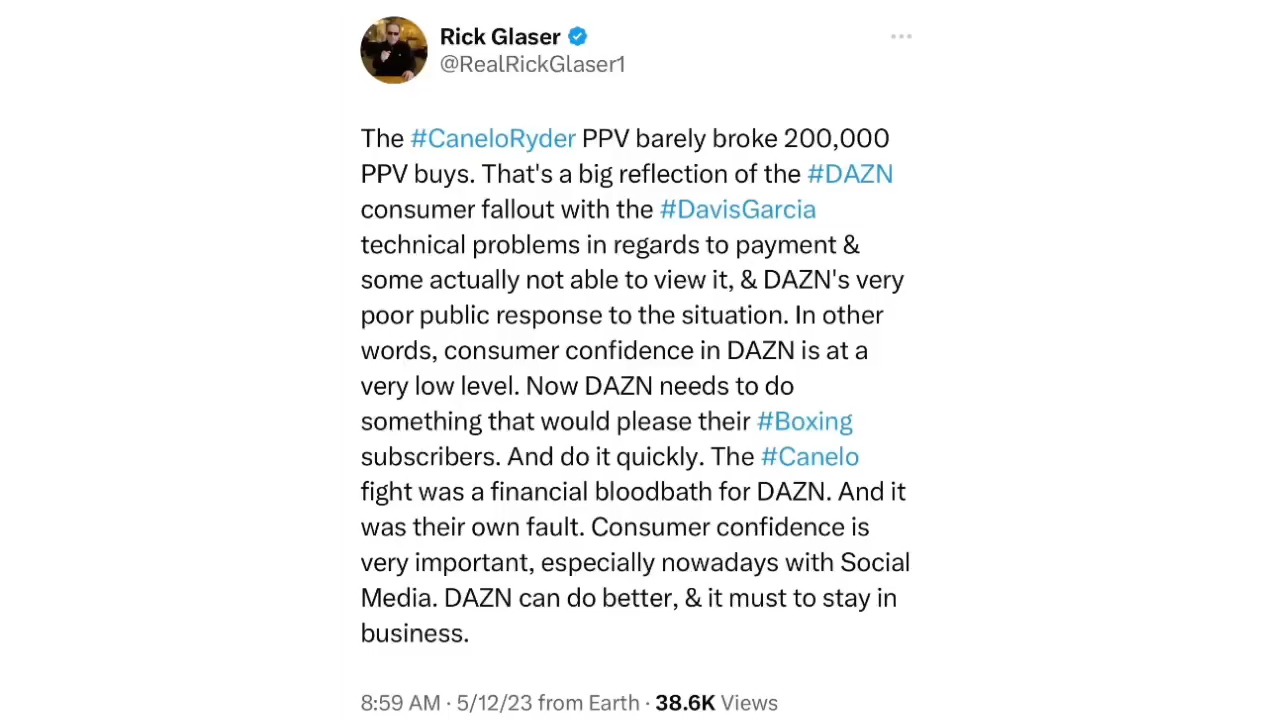 Rick Glaser
@RealRickGlaser1
The #CaneloRyder PPV barely broke 200,000
PPV buys. That's a big reflection of the #DAZN
consumer fallout with the #DavisGarcia
technical problems in regards to payment &
some actually not able to view it, & DAZN's very
poor public response to the situation. In other
words, consumer confidence in DAZN is at a
very low level. Now DAZN needs to do
something that would please their #Boxing
subscribers. And do it quickly. The #Canelo
fight was a financial bloodbath for DAZN. And it
was their own fault. Consumer confidence is
very important, especially nowadays with Social
Media. DAZN can do better, & it must to stay in
business.
8:59 AM · 5/12/23 from Earth · 38.6K Views